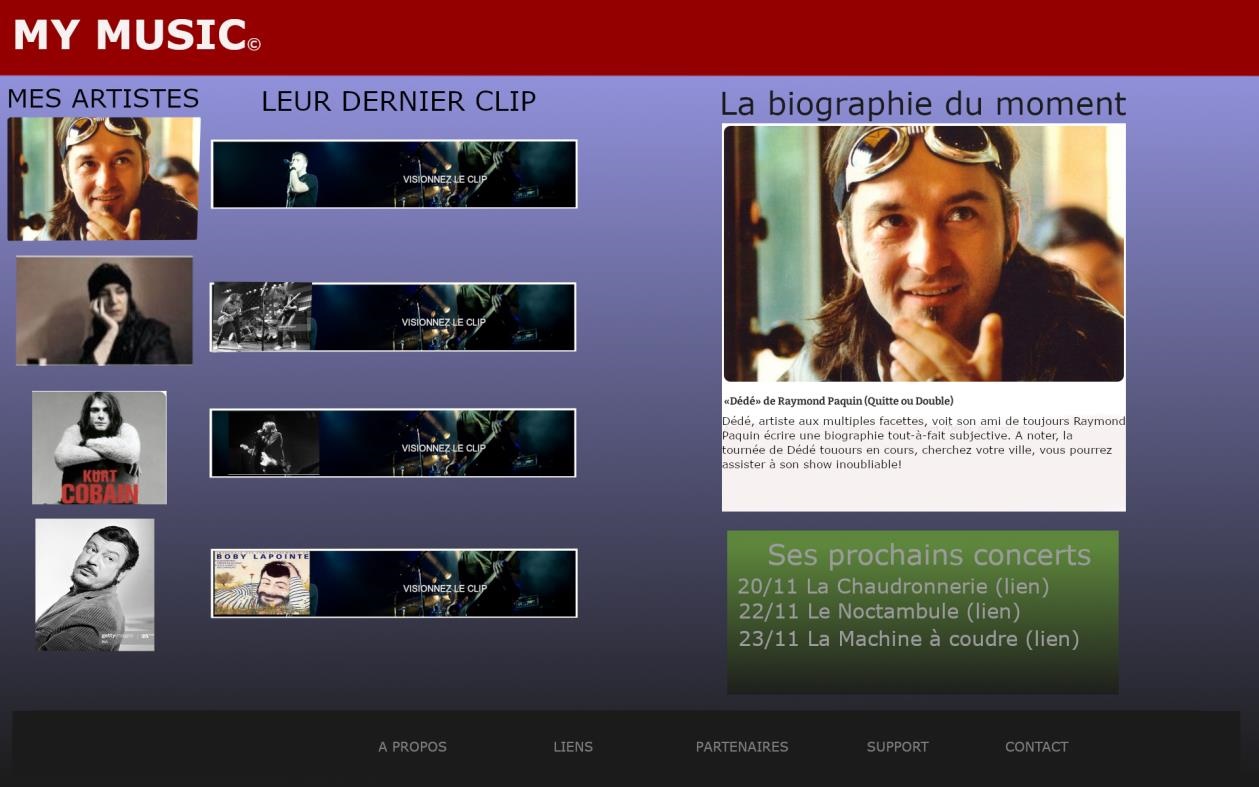 MY MUSIC©
MES ARTISTES
LEUR DERNIER CLIP
La biographie du moment
VISIONNEZ LE CLIP
VISIONNEZ LE CLIP
KURT
COBAIN
VISIONNEZ LE CLIP
BOBY LAPOINTE
VISIONNEZ LE CLIP
gettyimages
«Dédé» de Raymond Paquin (Quitte ou Double)
Dédé, artiste aux multiples facettes, voit son ami de toujours Raymond
Paquin écrire une biographie tout-à-fait subjective. A noter, la
tournée de Dédé touours en cours, cherchez votre ville, vous pourrez
assister à son show inoubliable!
Ses prochains concerts
20/11 La Chaudronnerie (lien)
22/11 Le Noctambule (lien)
23/11 La Machine à coudre (lien)
A PROPOS
LIENS
PARTENAIRES
SUPPORT
CONTACT